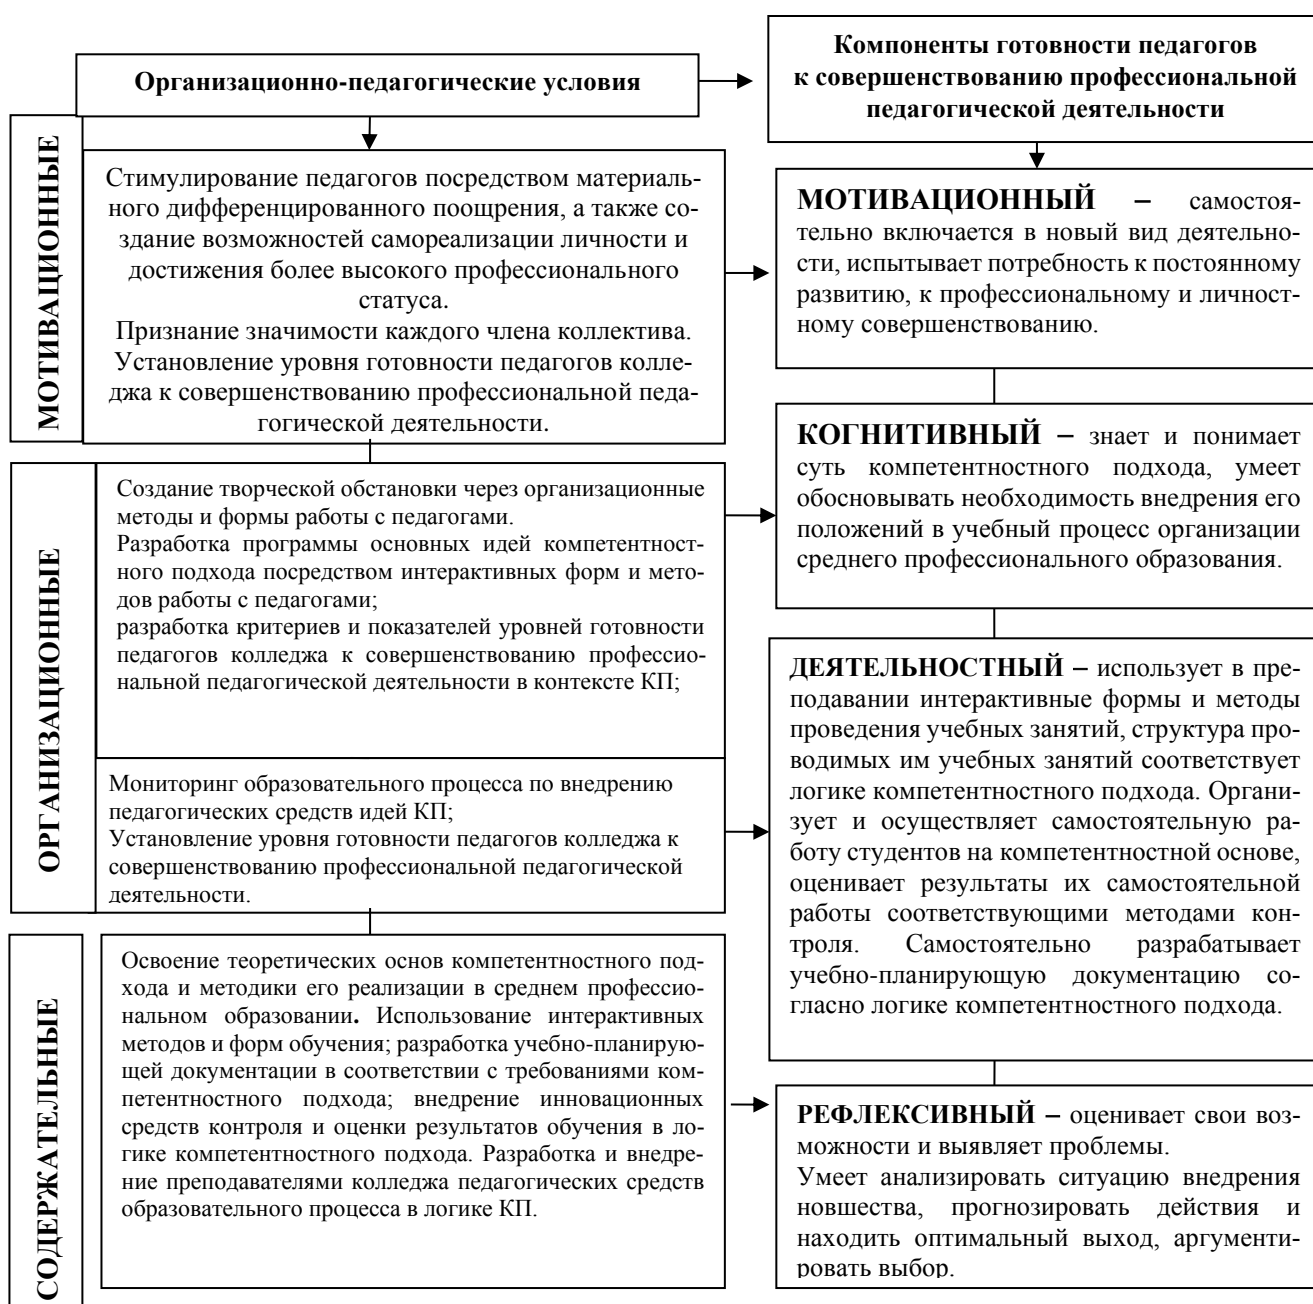 Организационно-педагогические условия
Компоненты готовности педагогов
к совершенствованию профессиональной
педагогической деятельности
МОТИВАЦИОННЫЕ
Стимулирование педагогов посредством материаль-
ного дифференцированного поощрения, а также со-
здание возможностей самореализации личности и
достижения более высокого профессионального
статуса.
Признание значимости каждого члена коллектива.
Установление уровня готовности педагогов колле-
джа к совершенствованию профессиональной педа-
гогической деятельности.
МОТИВАЦИОННЫЙ – самостоя-
тельно включается в новый вид деятельно-
сти, испытывает потребность к постоянному
развитию, к профессиональному и личност-
ному совершенствованию.
ОРГАНИЗАЦИОННЫЕ
Создание творческой обстановки через организационные
методы и формы работы с педагогами.
Разработка программы основных идей компетентност-
ного подхода посредством интерактивных форм и мето-
дов работы с педагогами;
разработка критериев и показателей уровней готовности
педагогов колледжа к совершенствованию профессио-
нальной педагогической деятельности в контексте КП;
КОГНИТИВНЫЙ – знает и понимает
суть компетентностного подхода, умеет
обосновывать необходимость внедрения его
положений в учебный процесс организации
среднего профессионального образования.
Мониторинг образовательного процесса по внедрению
педагогических средств идей КП;
Установление уровня готовности педагогов колледжа к
совершенствованию профессиональной педагогической
деятельности.
ДЕЯТЕЛЬНОСТНЫЙ – использует в пре-
подавании интерактивные формы и методы
проведения учебных занятий, структура про-
водимых им учебных занятий соответствует
логике компетентностного подхода. Органи-
зует и осуществляет самостоятельную ра-
боту студентов на компетентностной основе,
оценивает результаты их самостоятельной
работы соответствующими методами кон-
троля. Самостоятельно разрабатывает
учебно-планирующую документацию со-
гласно логике компетентностного подхода.
СОДЕРЖАТЕЛЬНЫЕ
Освоение теоретических основ компетентностного под-
хода и методики его реализации в среднем профессио-
нальном образовании. Использование интерактивных
методов и форм обучения; разработка учебно-планирую-
щей документации в соответствии с требованиями ком-
петентностного подхода; внедрение инновационных
средств контроля и оценки результатов обучения в ло-
гике компетентностного подхода. Разработка и внедре-
ние преподавателями колледжа педагогических средств
образовательного процесса в логике КП.
РЕФЛЕКСИВНЫЙ – оценивает свои воз-
можности и выявляет проблемы.
Умеет анализировать ситуацию внедрения
новшества, прогнозировать действия и
находить оптимальный выход, аргументи-
ровать выбор.